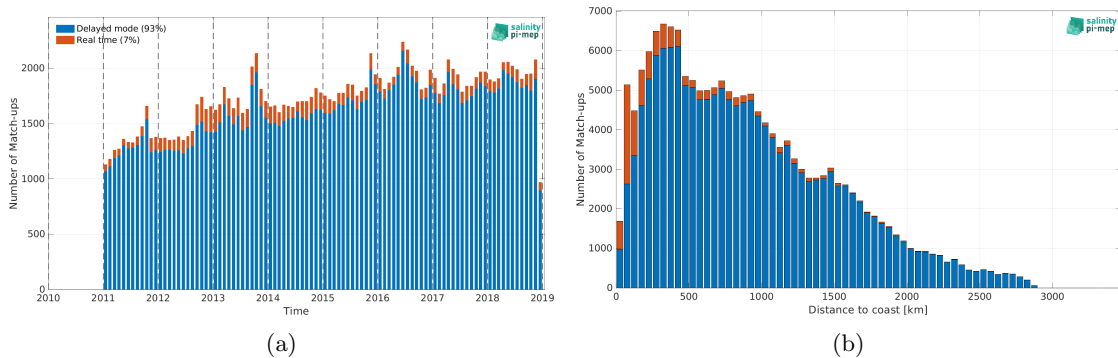 Delayed mode (93%)
Real time (7%)
salinity
pi-mep
Number of Match-ups
2000
1500
1000
500
0
2010 2011 2012 2013 2014 2015 2016 2017 2018 2019
Time
(a)
salinity
pi-mep
Number of Match-ups
7000
6000
5000
4000
3000
2000
1000
0
0 500 1000 1500 2000 2500 3000
Distance to coast [km]
(b)